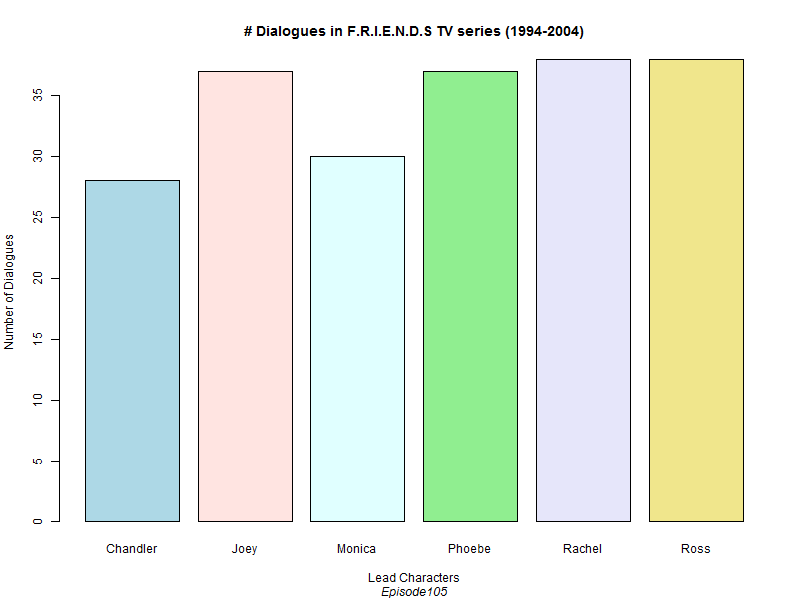 # Dialogues in F.R.I.E.N.D.S TV series (1994-2004)
Number of Dialogues
35
30
25
20
15
10
5
0
Chandler Joey Monica Phoebe Rachel Ross
Lead Characters
Episode105